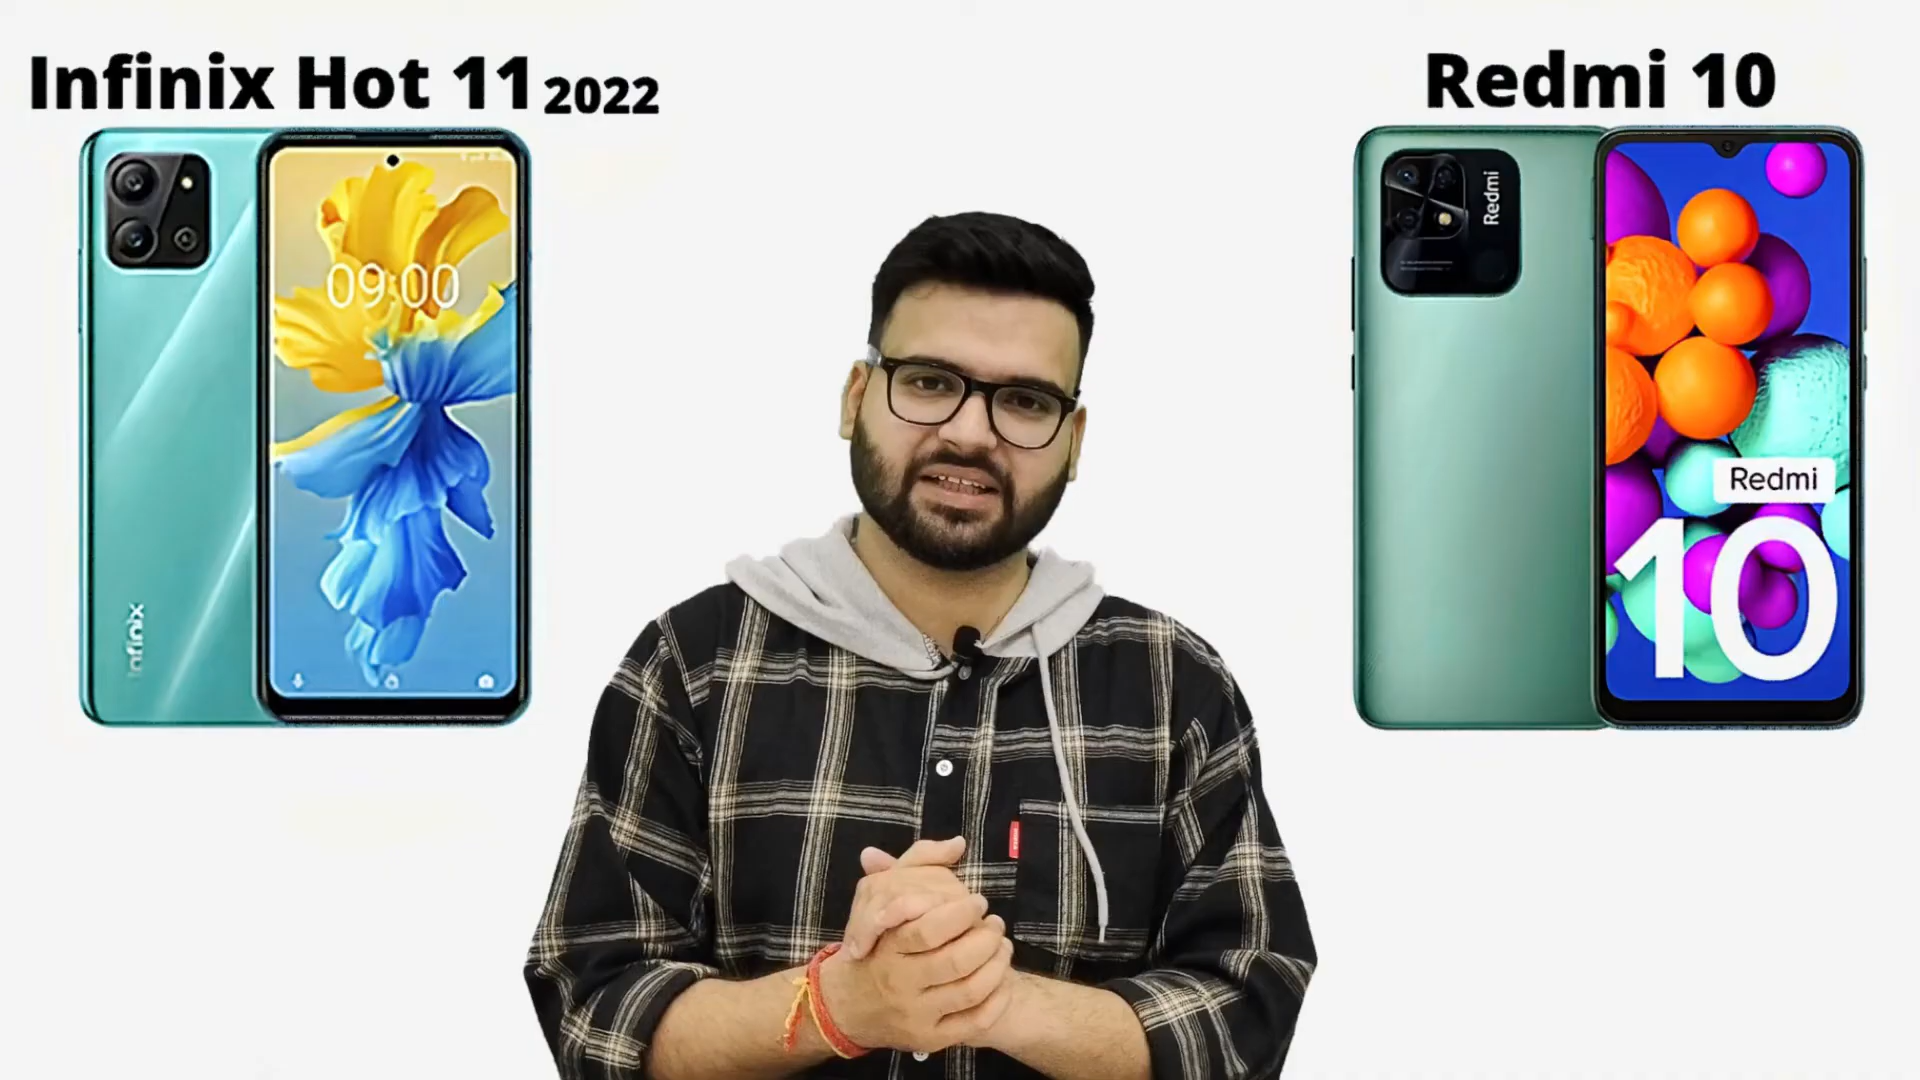 Infinix Hot 11 2022
Redmi 10
09:00
Infinix
Redmi
Redmi
10